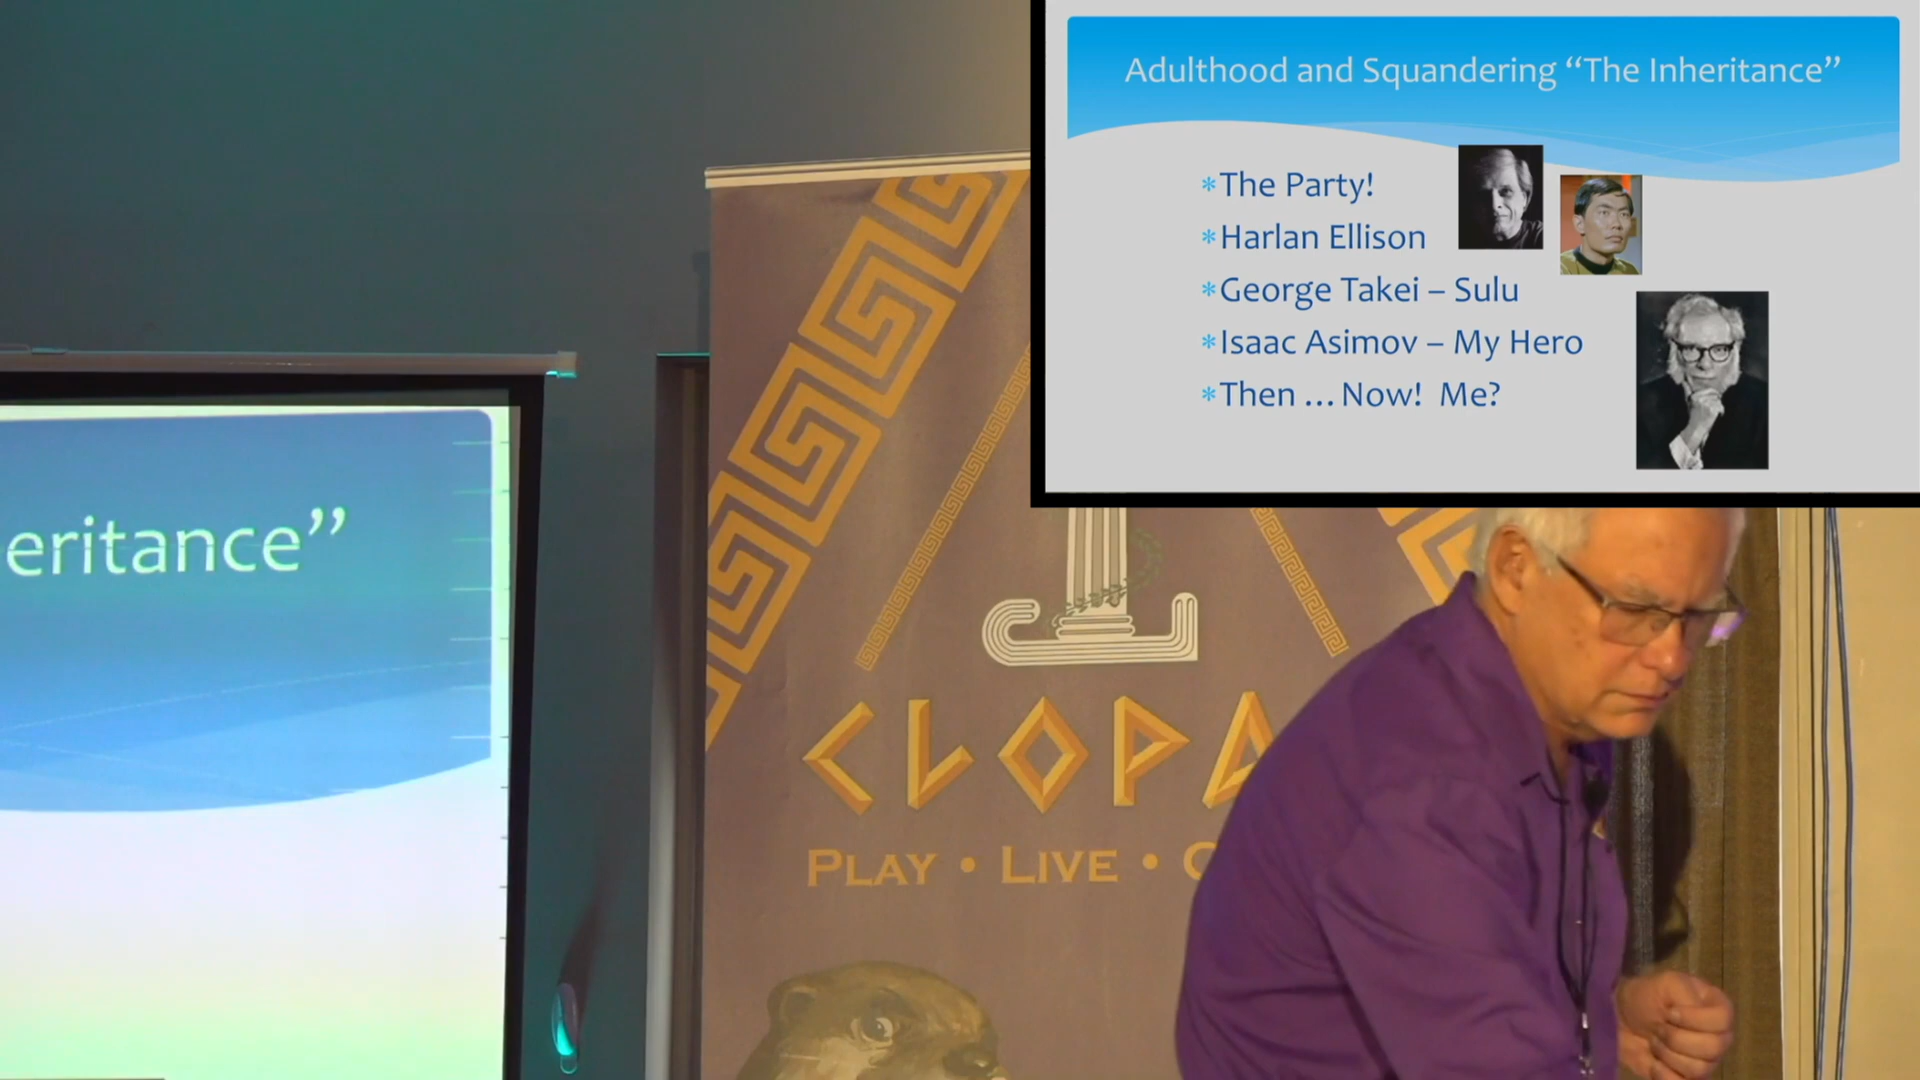 Adulthood and Squandering “The Inheritance”
*The Party!
*Harlan Ellison
*George Takei – Sulu
*Isaac Asimov – My Hero
*Then … Now!  Me?
eritance”
CLOPA
PLAY • LIVE •